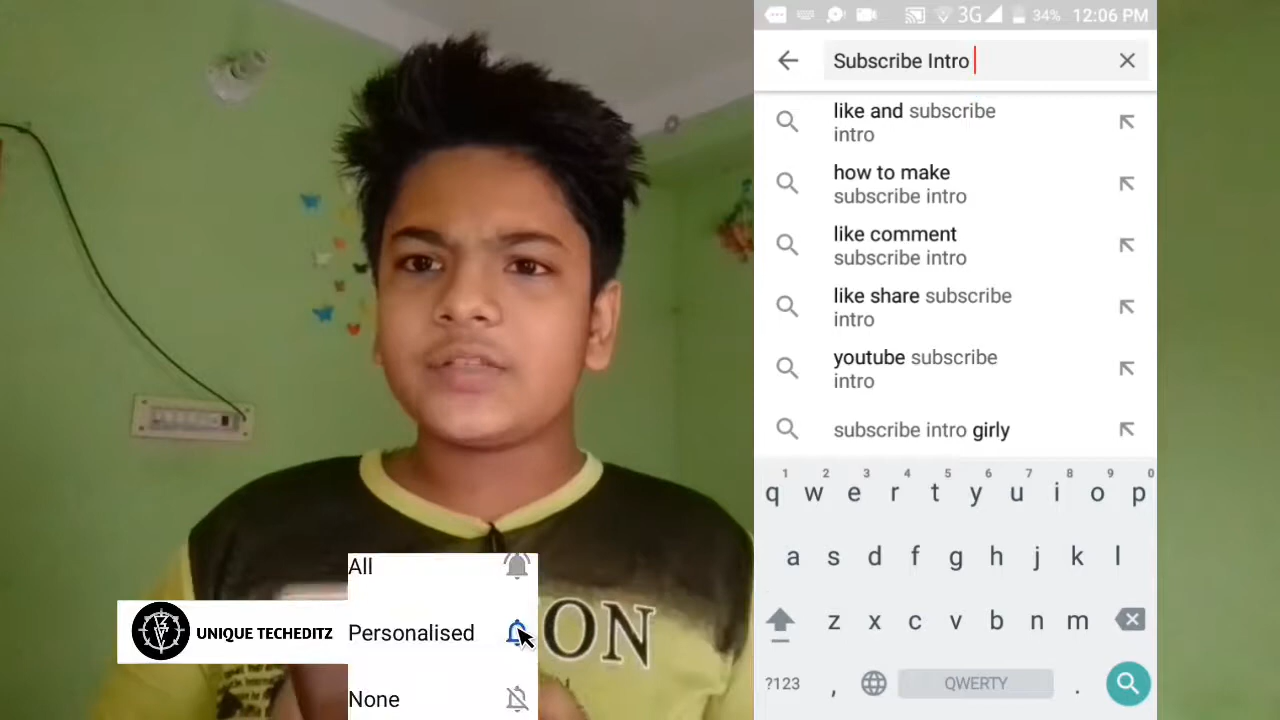 3G 34% 12:06 PM
Subscribe Intro
like and subscribe
intro
how to make
subscribe intro
like comment
subscribe intro
like share subscribe
intro
youtube subscribe
intro
subscribe intro girly
1 2 3 4 5 6 7 8 9 0
q w e r t y u i o p
a s d f g h j k l
z x c v b n m
?123 , QWERTY .
All
UNIQUE TECHEDITZ
Personalised
None
ON